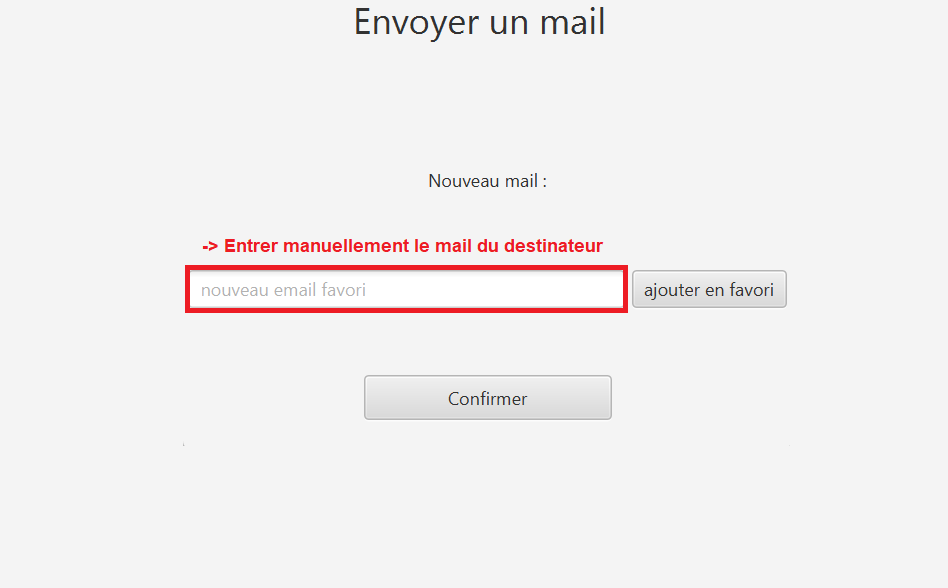 Envoyer un mail
Nouveau mail :
-> Entrer manuellement le mail du destinateur
nouveau email favori
ajouter en favori
Confirmer